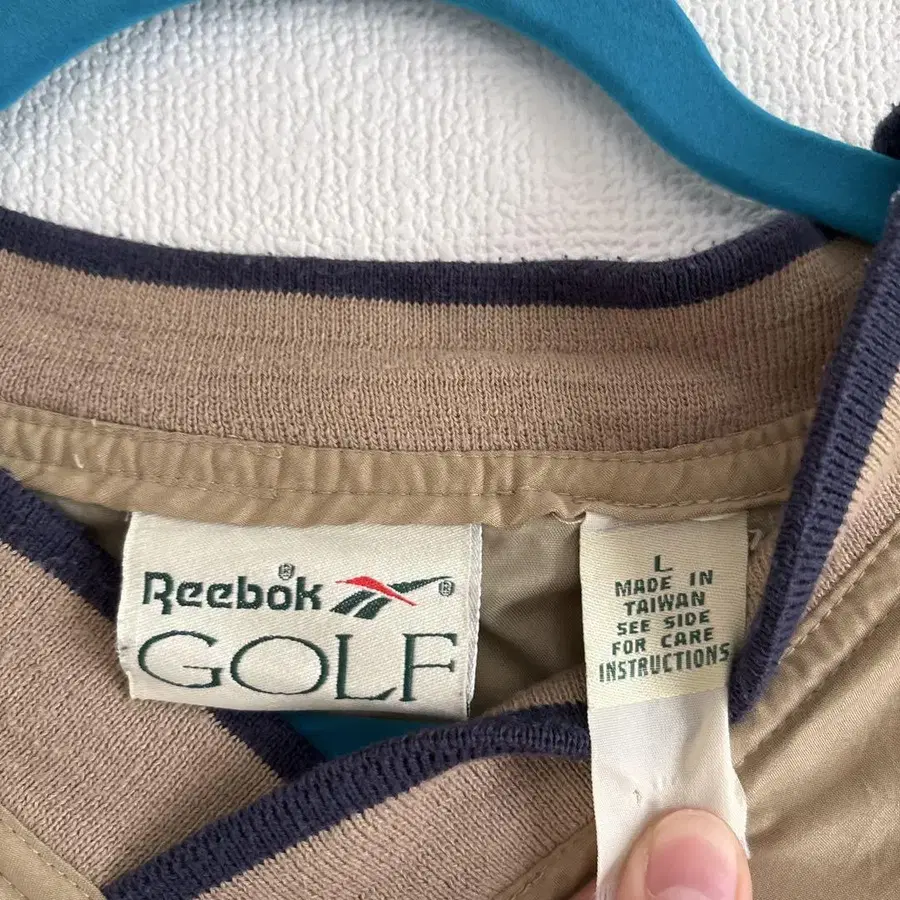 Reebok® ®
GOLF
L
MADE IN
TAIWAN
SEE SIDE
FOR CARE
INSTRUCTIONS